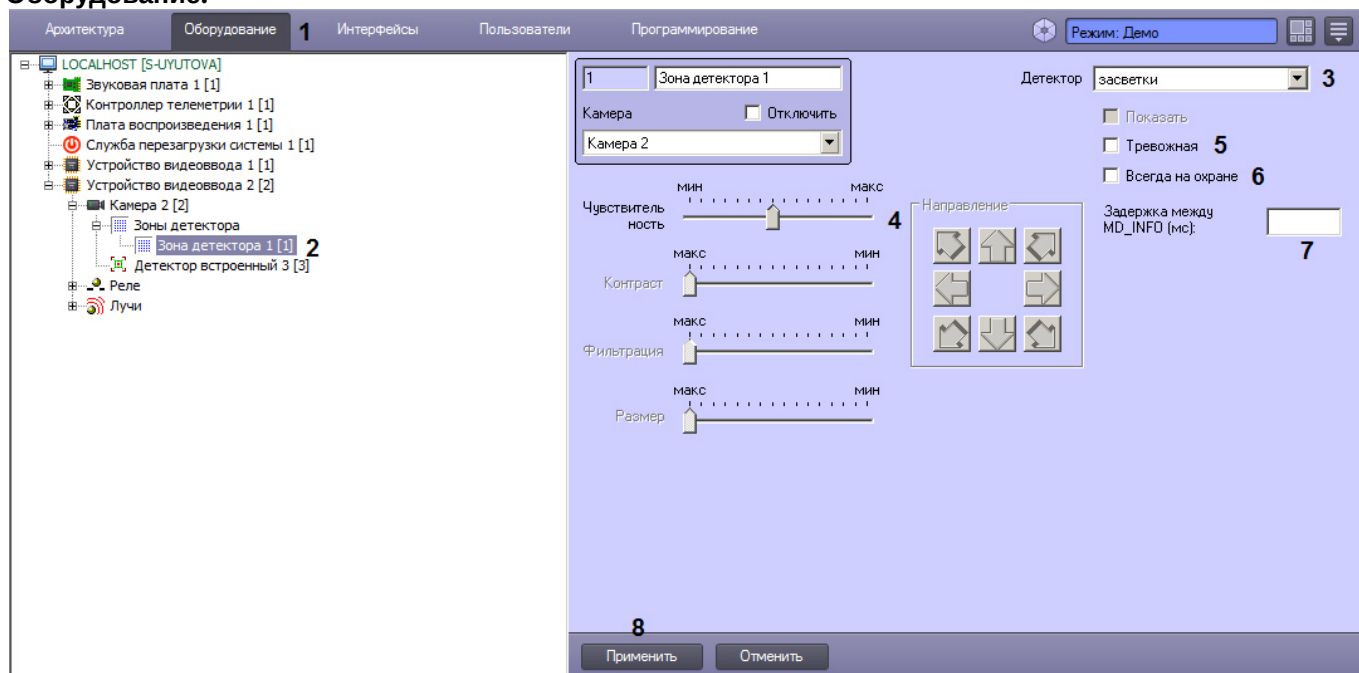 Оборудование.
Архитектура Оборудование 1 Интерфейсы Пользователи Программирование Режим: Демо
LOCALHOST [S-UYUTOVA]
Звуковая плата 1 [1]
Контроллер телеметрии 1 [1]
Плата воспроизведения 1 [1]
Служба перезагрузки системы 1 [1]
Устройство видеоввода 1 [1]
Устройство видеоввода 2 [2]
Камера 2 [2]
Зоны детектора
Зона детектора 1 [1] 2
Детектор встроенный 3 [3]
Реле
Лучи
1 Зона детектора 1
Камера Отключить
Камера 2
Детектор засветки 3
Показать
Тревожная 5
Всегда на охране 6
Задержка между
MD_INFO (мс):
7
мин макс
Чувствитель
ность
4
макс мин
Контраст
макс мин
Фильтрация
макс мин
Размер
Направление
8
Применить Отменить